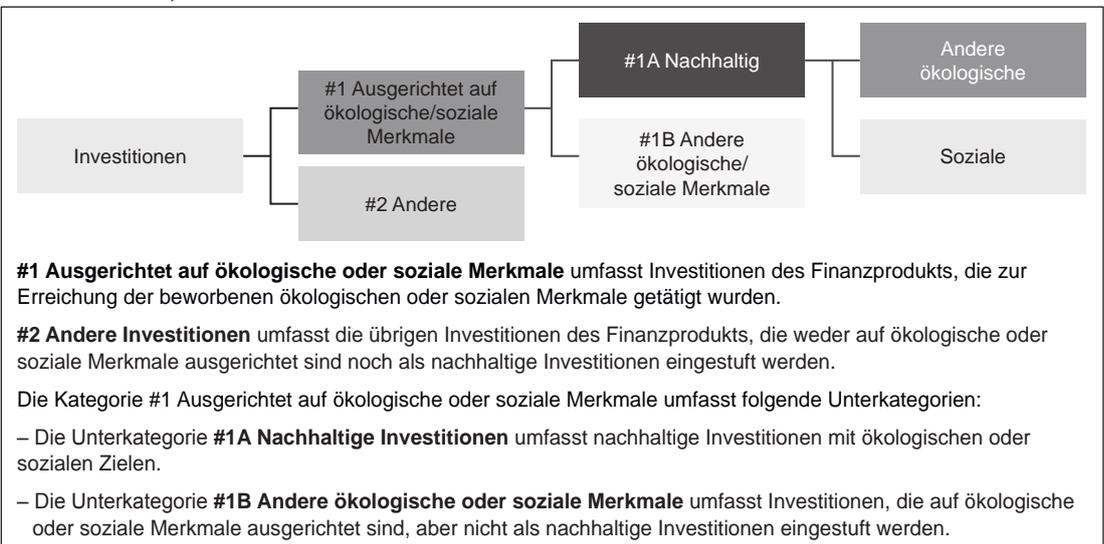 #1A Nachhaltig
Andere
ökologische
#1 Ausgerichtet auf
ökologische/soziale
Merkmale
Investitionen
#1B Andere
ökologische/
soziale Merkmale
Soziale
#2 Andere
#1 Ausgerichtet auf ökologische oder soziale Merkmale umfasst Investitionen des Finanzprodukts, die zur
Erreichung der beworbenen ökologischen oder sozialen Merkmale getätigt wurden.
#2 Andere Investitionen umfasst die übrigen Investitionen des Finanzprodukts, die weder auf ökologische oder
soziale Merkmale ausgerichtet sind noch als nachhaltige Investitionen eingestuft werden.
Die Kategorie #1 Ausgerichtet auf ökologische oder soziale Merkmale umfasst folgende Unterkategorien:
– Die Unterkategorie #1A Nachhaltige Investitionen umfasst nachhaltige Investitionen mit ökologischen oder
sozialen Zielen.
– Die Unterkategorie #1B Andere ökologische oder soziale Merkmale umfasst Investitionen, die auf ökologische
oder soziale Merkmale ausgerichtet sind, aber nicht als nachhaltige Investitionen eingestuft werden.